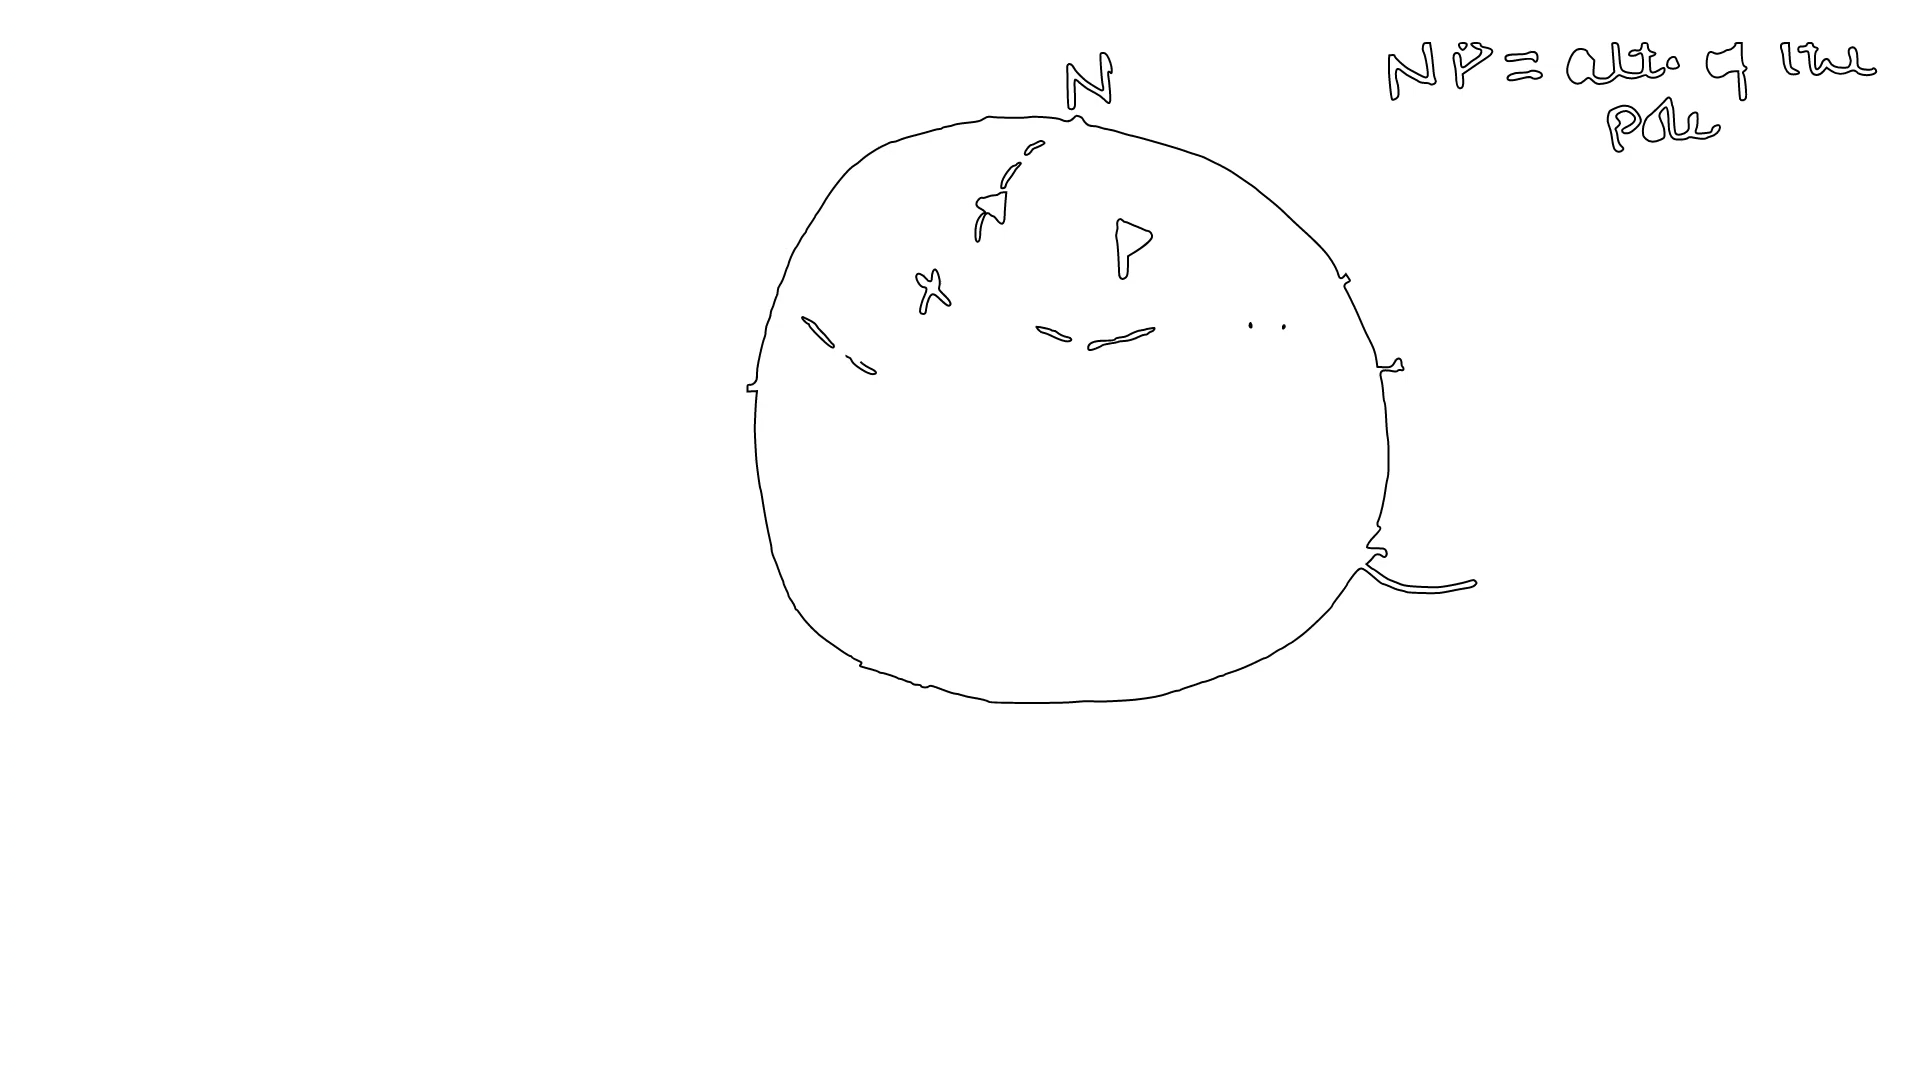 N
NP = alt. of the
pole
P
X